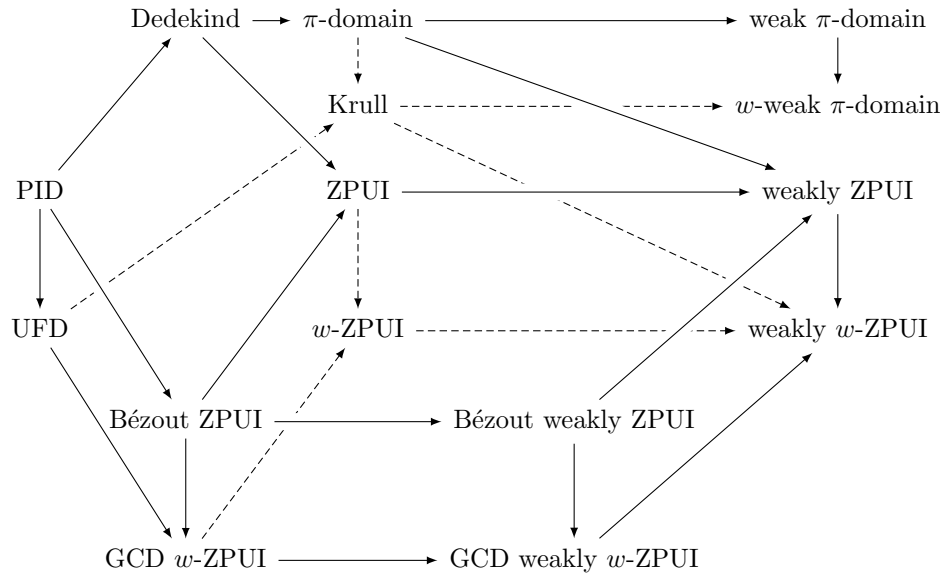 Dedekind π-domain weak π-domain
Krull w-weak π-domain
PID ZPUI weakly ZPUI
UFD w-ZPUI weakly w-ZPUI
Bézout ZPUI Bézout weakly ZPUI
GCD w-ZPUI GCD weakly w-ZPUI